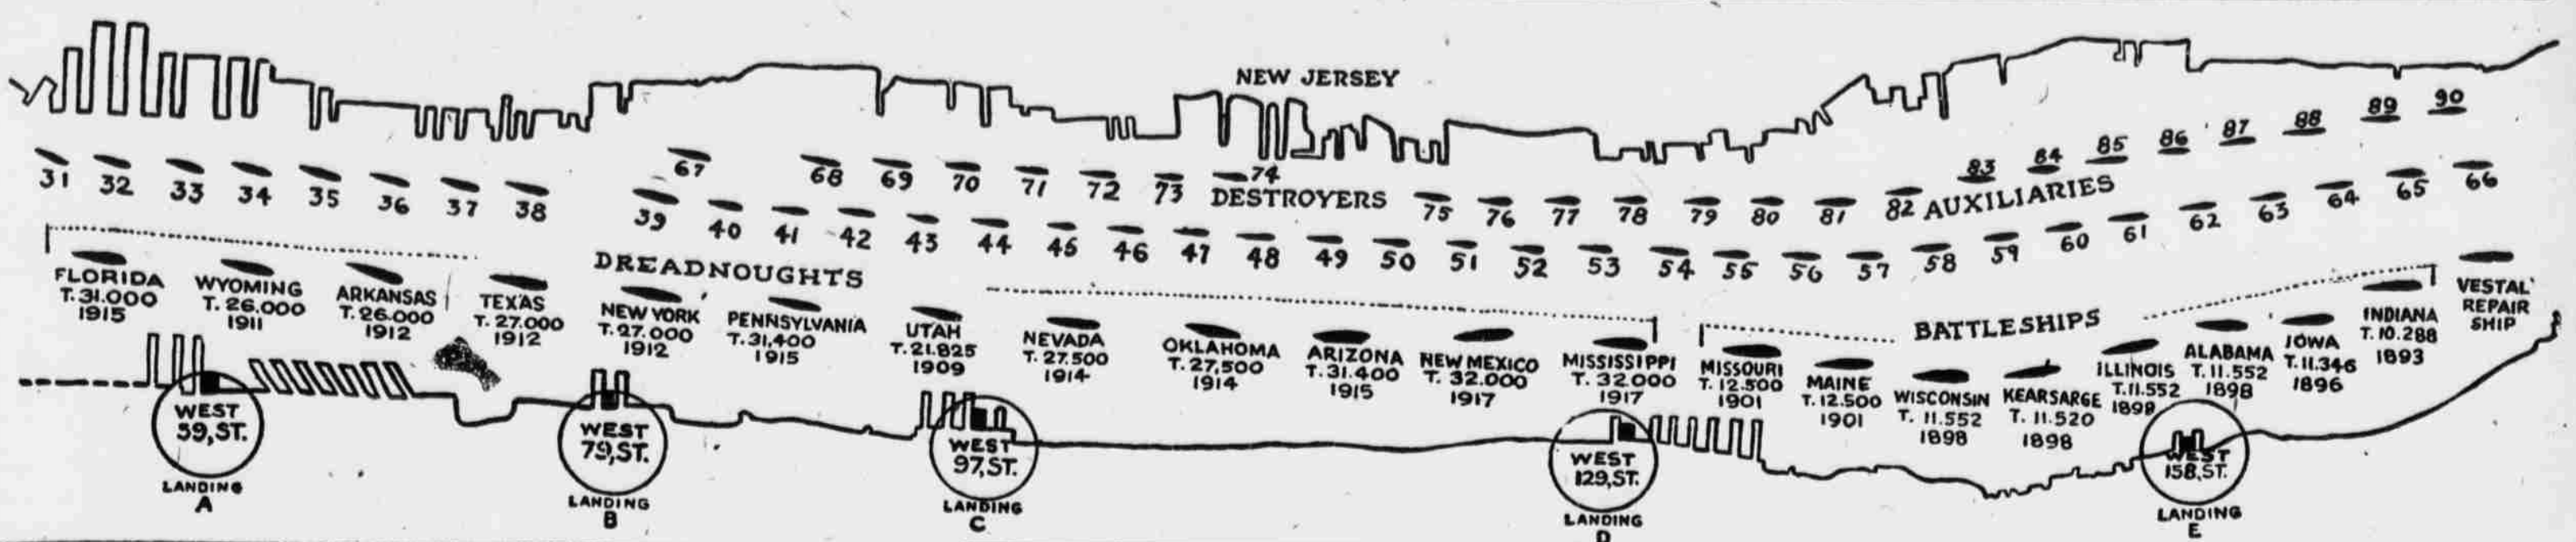 NEW JERSEY
83 84 85 86 87 88 89 90
67 68 69 70 71 72 73 74
31 32 33 34 35 36 37 38
DESTROYERS
75 76 77 78 79 80 81 82
AUXILIARIES
39 40 41 42 43 44 45 46 47 48 49 50 51 52 53 54 55 56 57 58 59 60 61 62 63 64 65 66
DREADNOUGHTS
FLORIDA
T. 31.000
1915
WYOMING
T. 26.000
1911
ARKANSAS
T. 26.000
1912
TEXAS
T. 27.000
1912
NEW YORK
T. 27.000
1912
PENNSYLVANIA
T. 31,400
1915
UTAH
T. 21.825
1909
NEVADA
T. 27.500
1914
OKLAHOMA
T. 27,500
1914
ARIZONA
T. 31.400
1915
NEW MEXICO
T. 32.000
1917
MISSISSIPPI
T. 32.000
1917
BATTLESHIPS
MISSOURI
T. 12.500
1901
MAINE
T. 12.500
1901
WISCONSIN
T. 11.552
1898
KEARSARGE
T. 11.520
1898
ILLINOIS
T. 11.552
1898
ALABAMA
T. 11.552
1898
IOWA
T. 11.346
1896
INDIANA
T. 10.288
1893
VESTAL
REPAIR
SHIP
WEST
59, ST.
LANDING
A
WEST
79, ST.
LANDING
B
WEST
97, ST.
LANDING
C
WEST
129, ST.
LANDING
D
WEST
158, ST.
LANDING
E